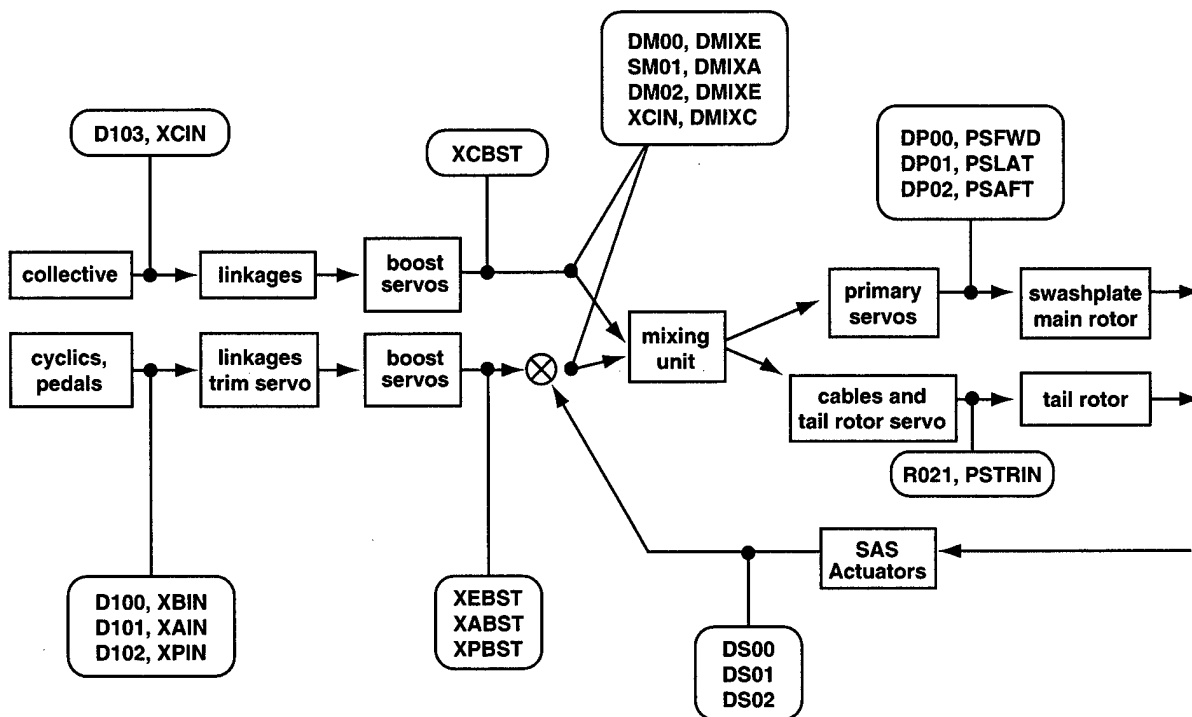 DM00, DMIXE
SM01, DMIXA
DM02, DMIXE
XCIN, DMIXC
D103, XCIN
XCBST
DP00, PSFWD
DP01, PSLAT
DP02, PSAFT
collective
linkages
boost
servos
primary
servos
swashplate
main rotor
mixing
unit
cyclics,
pedals
linkages
trim servo
boost
servos
cables and
tail rotor servo
tail rotor
R021, PSTRIN
SAS
Actuators
D100, XBIN
D101, XAIN
D102, XPIN
XEBST
XABST
XPBST
DS00
DS01
DS02